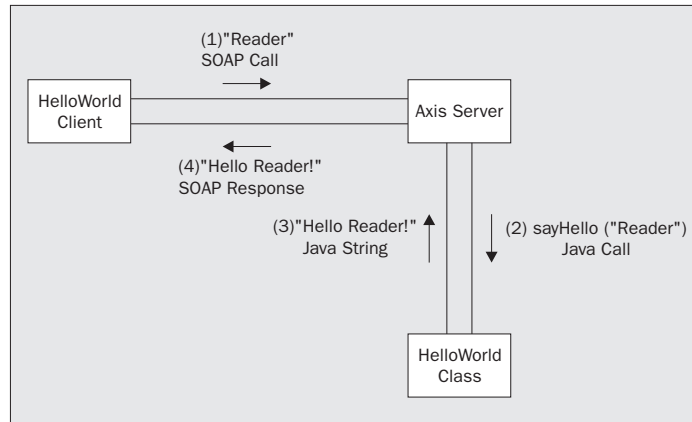 (1)"Reader"
SOAP Call
HelloWorld
Client
Axis Server
(4)"Hello Reader!"
SOAP Response
(3)"Hello Reader!"
Java String
(2) sayHello ("Reader")
Java Call
HelloWorld
Class